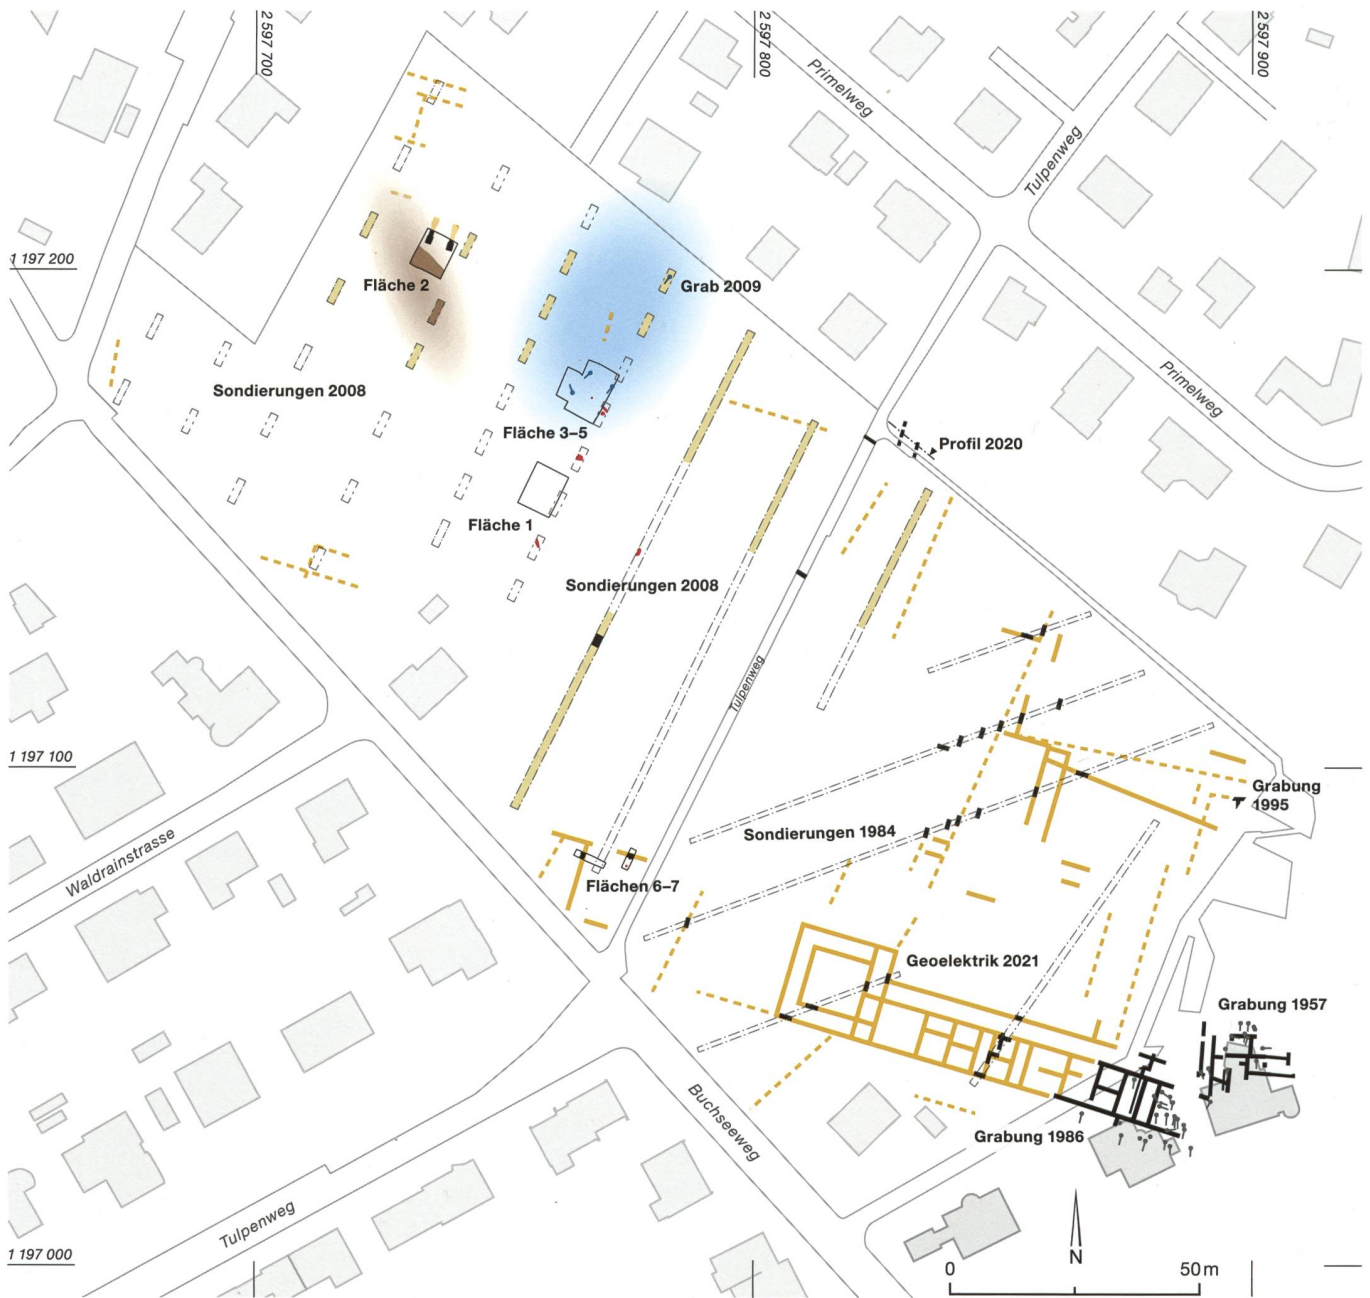 2 597 700
2 597 800
2 597 900
Primelweg
Tulpenweg
1 197 200
Fläche 2
Grab 2009
Sondierungen 2008
Primelweg
Fläche 3–5
Profil 2020
Fläche 1
Sondierungen 2008
Tulpenweg
1 197 100
Grabung
1995
Sondierungen 1984
Waldrainstrasse
Flächen 6–7
Geoelektrik 2021
Grabung 1957
Buchseeweg
Grabung 1986
Tulpenweg
N
1 197 000
0
50 m